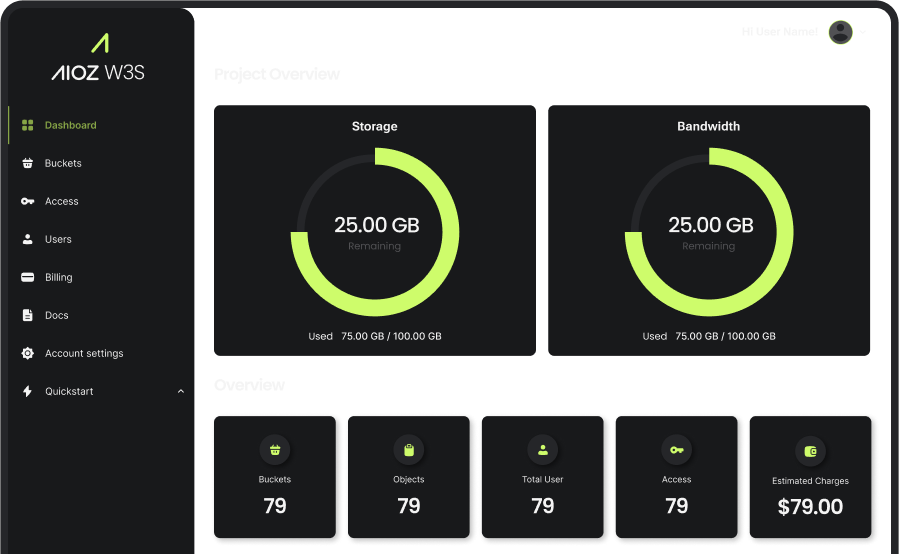 AIOZ W3S
Hi User Name!
Project Overview
Dashboard
Buckets
Access
Users
Billing
Docs
Account settings
Quickstart
Storage
25.00 GB
Remaining
Used 75.00 GB / 100.00 GB
Bandwidth
25.00 GB
Remaining
Used 75.00 GB / 100.00 GB
Overview
Buckets
79
Objects
79
Total User
79
Access
79
Estimated Charges
$79.00